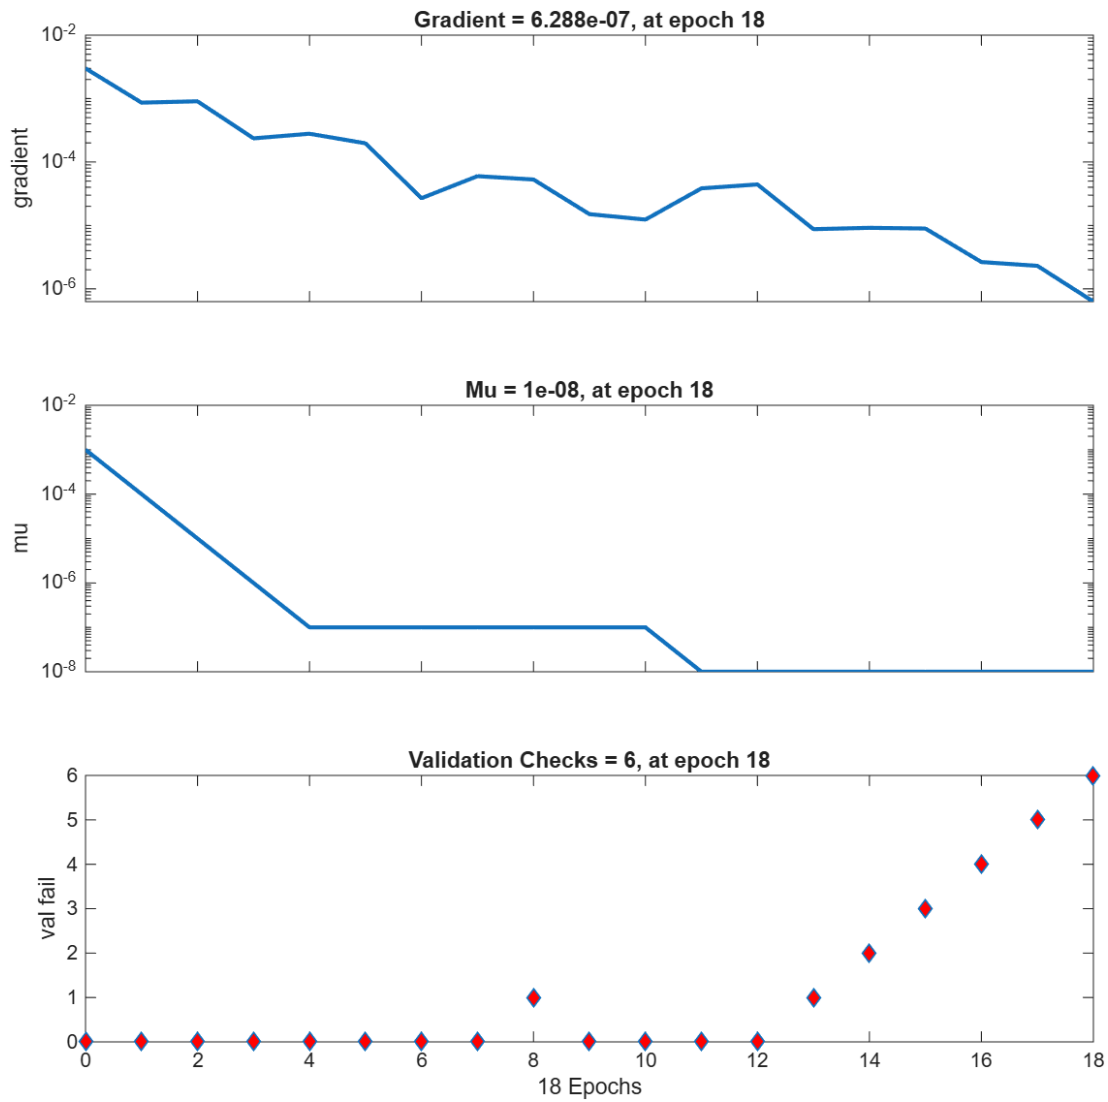 Gradient = 6.288e-07, at epoch 18
10-2
10-4
10-6
gradient
Mu = 1e-08, at epoch 18
10-2
10-4
10-6
10-8
mu
Validation Checks = 6, at epoch 18
6
5
4
3
2
1
0
val fail
0 2 4 6 8 10 12 14 16 18
18 Epochs